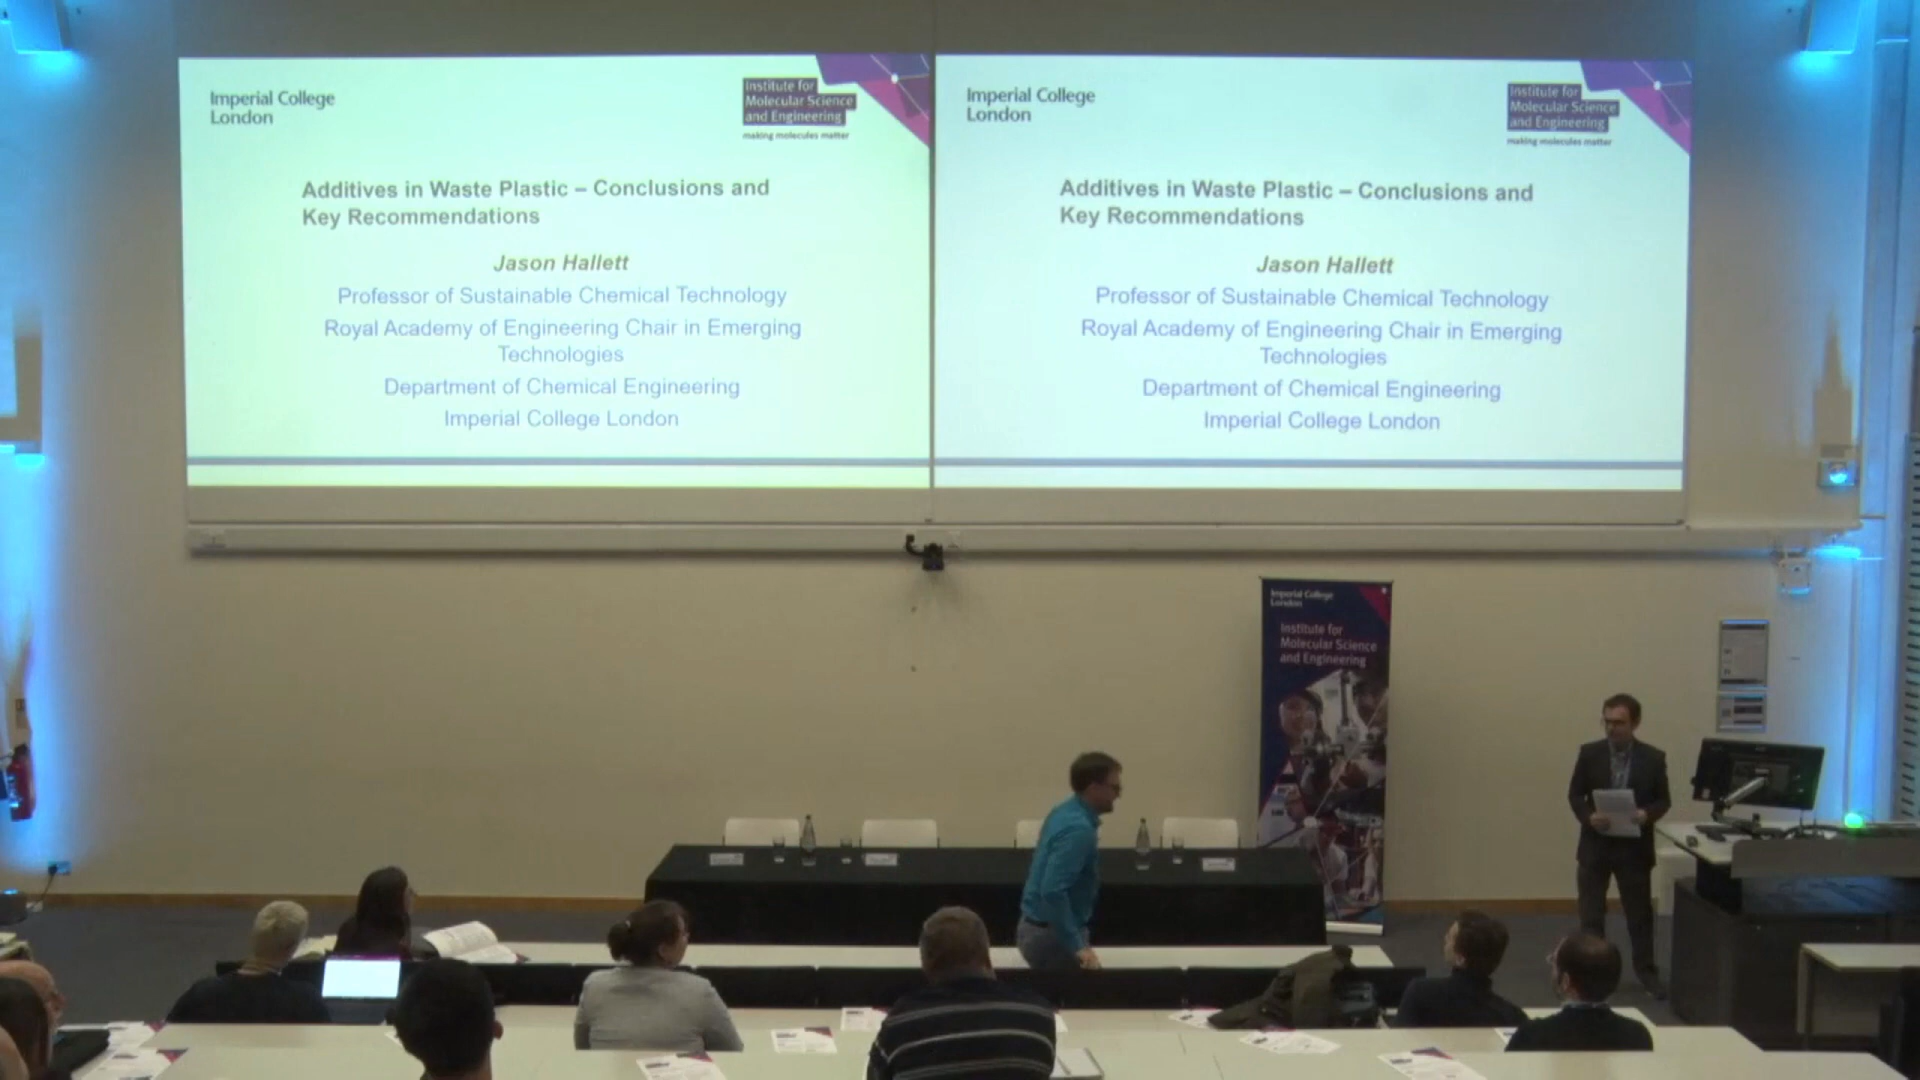 Imperial College
London
Institute for
Molecular Science
and Engineering
making molecules matter
Additives in Waste Plastic – Conclusions and
Key Recommendations
Jason Hallett
Professor of Sustainable Chemical Technology
Royal Academy of Engineering Chair in Emerging
Technologies
Department of Chemical Engineering
Imperial College London
Imperial College
London
Institute for
Molecular Science
and Engineering
making molecules matter
Additives in Waste Plastic – Conclusions and
Key Recommendations
Jason Hallett
Professor of Sustainable Chemical Technology
Royal Academy of Engineering Chair in Emerging
Technologies
Department of Chemical Engineering
Imperial College London
Imperial College
London
Institute for
Molecular Science
and Engineering